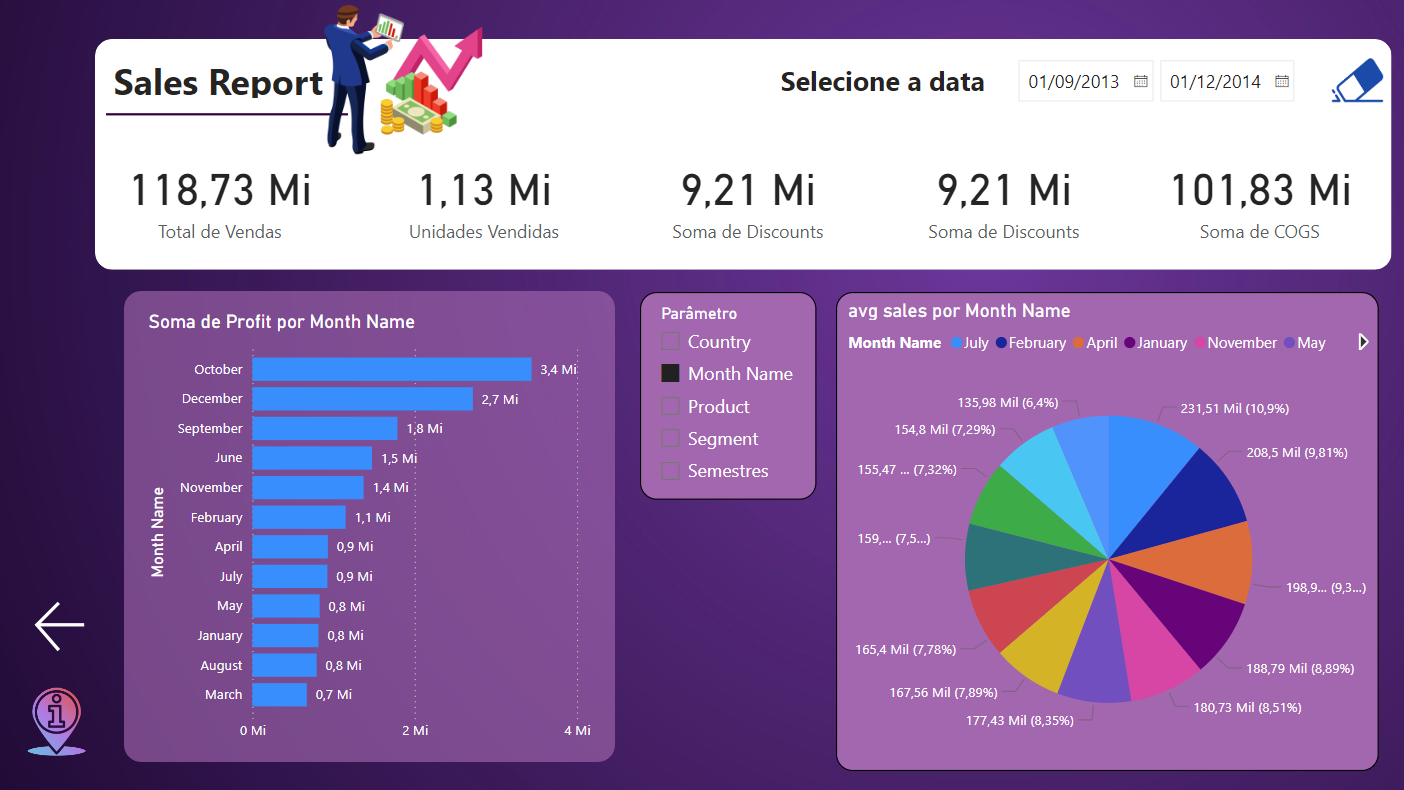 Sales Report
Selecione a data
01/09/2013
01/12/2014
118,73 Mi
Total de Vendas
1,13 Mi
Unidades Vendidas
9,21 Mi
Soma de Discounts
9,21 Mi
Soma de Discounts
101,83 Mi
Soma de COGS
Soma de Profit por Month Name
Month Name
October 3,4 Mi
December 2,7 Mi
September 1,8 Mi
June 1,5 Mi
November 1,4 Mi
February 1,1 Mi
April 0,9 Mi
July 0,9 Mi
May 0,8 Mi
January 0,8 Mi
August 0,8 Mi
March 0,7 Mi
0 Mi 2 Mi 4 Mi
Parâmetro
Country
Month Name
Product
Segment
Semestres
avg sales por Month Name
Month Name July February April January November May
231,51 Mil (10,9%)
208,5 Mil (9,81%)
198,9... (9,3...)
188,79 Mil (8,89%)
180,73 Mil (8,51%)
177,43 Mil (8,35%)
167,56 Mil (7,89%)
165,4 Mil (7,78%)
159,... (7,5...)
155,47 ... (7,32%)
154,8 Mil (7,29%)
135,98 Mil (6,4%)